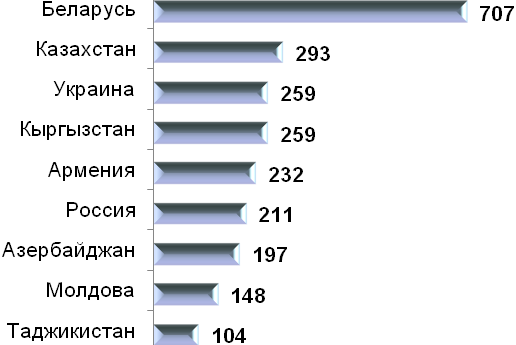 Беларусь 707
Казахстан 293
Украина 259
Кыргызстан 259
Армения 232
Россия 211
Азербайджан 197
Молдова 148
Таджикистан 104